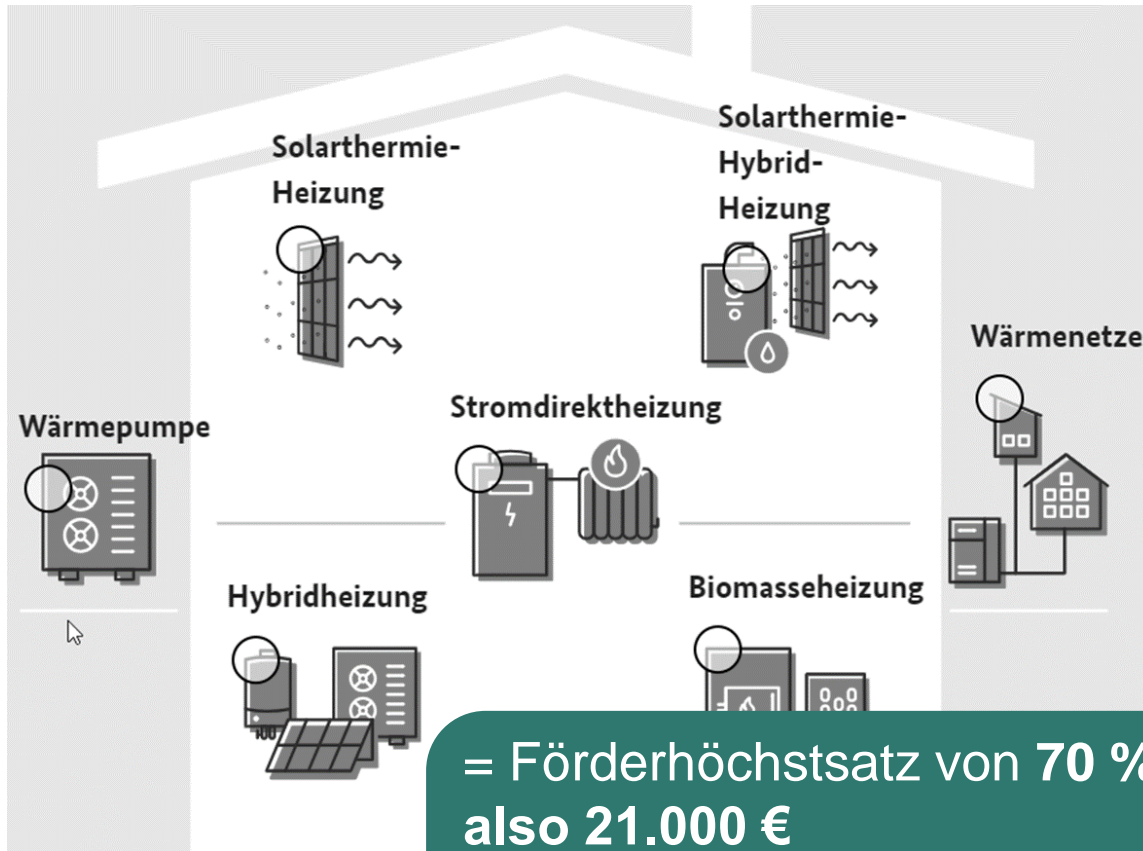 Solarthermie-
Heizung
Solarthermie-
Hybrid-
Heizung
Wärmenetze
Wärmepumpe
Stromdirektheizung
Hybridheizung
Biomasseheizung
= Förderhöchstsatz von 70 %
also 21.000 €